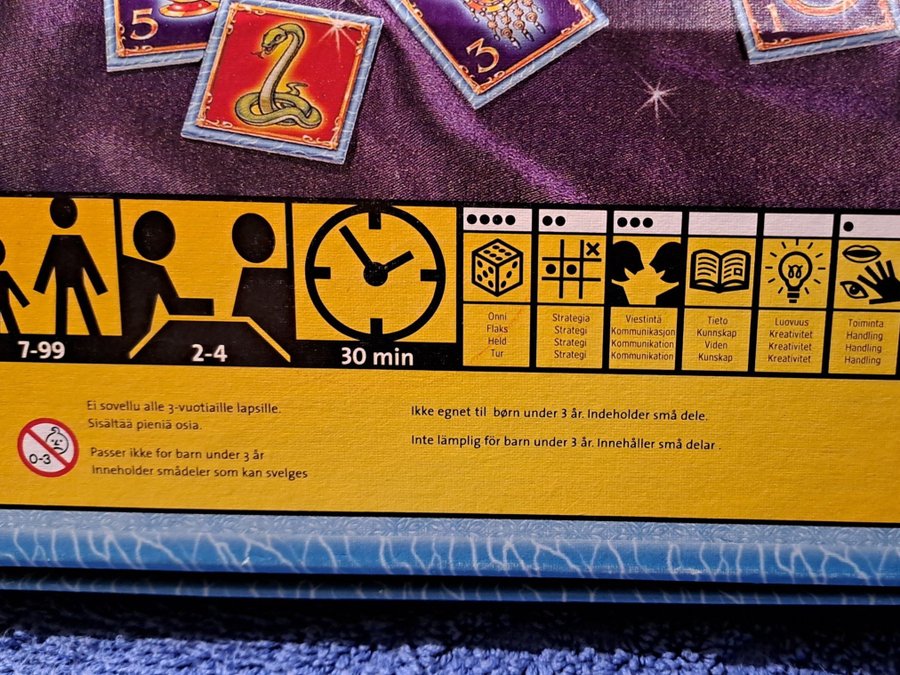 5
3
1
7-99
2-4
30 min
Onni
Flaks
Held
Tur
Strategia
Strategi
Strategi
Strategi
Viestintä
Kommunikasjon
Kommunikation
Kommunikation
Tieto
Kunnskap
Viden
Kunskap
Luovuus
Kreativitet
Kreativitet
Kreativitet
Toiminta
Handling
Handling
Handling
0-3
Ei sovellu alle 3-vuotiaille lapsille.
Sisältää pieniä osia.
Passer ikke for barn under 3 år
Inneholder smådeler som kan svelges
Ikke egnet til børn under 3 år. Indeholder små dele.
Inte lämplig för barn under 3 år. Innehåller små delar .